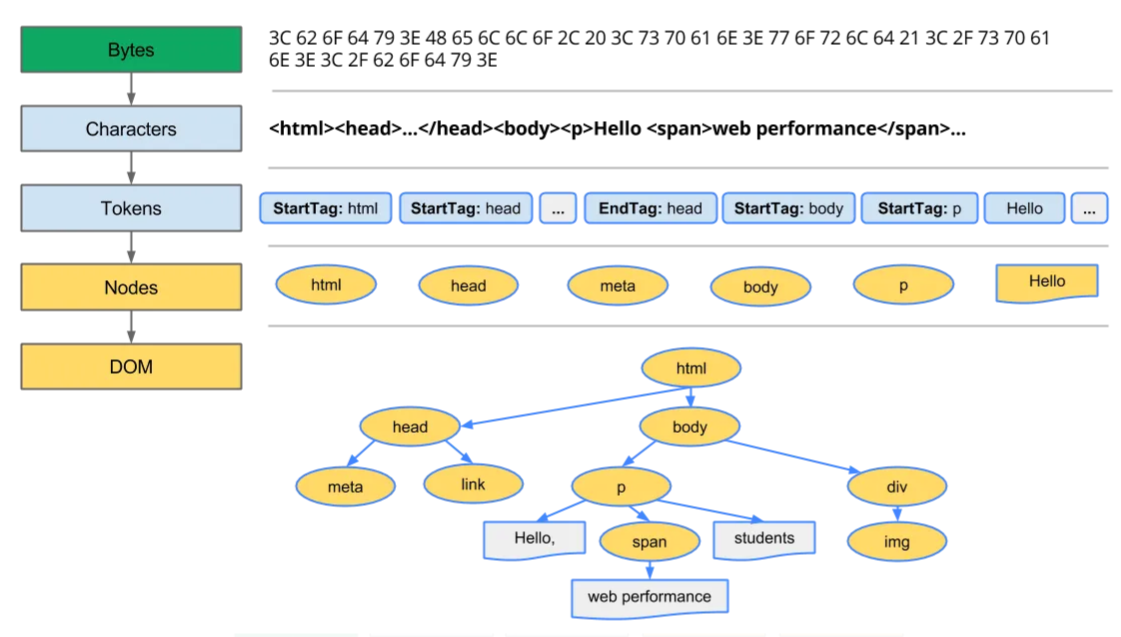 Bytes
3C 62 6F 64 79 3E 48 65 6C 6C 6F 2C 20 3C 73 70 61 6E 3E 77 6F 72 6C 64 21 3C 2F 73 70 61
6E 3E 3C 2F 62 6F 64 79 3E
Characters
<html><head>...</head><body><p>Hello <span>web performance</span>...
Tokens
StartTag: html
StartTag: head
...
EndTag: head
StartTag: body
StartTag: p
Hello
...
Nodes
html
head
meta
body
p
Hello
DOM
html
head
body
meta
link
p
div
Hello,
span
students
img
web performance